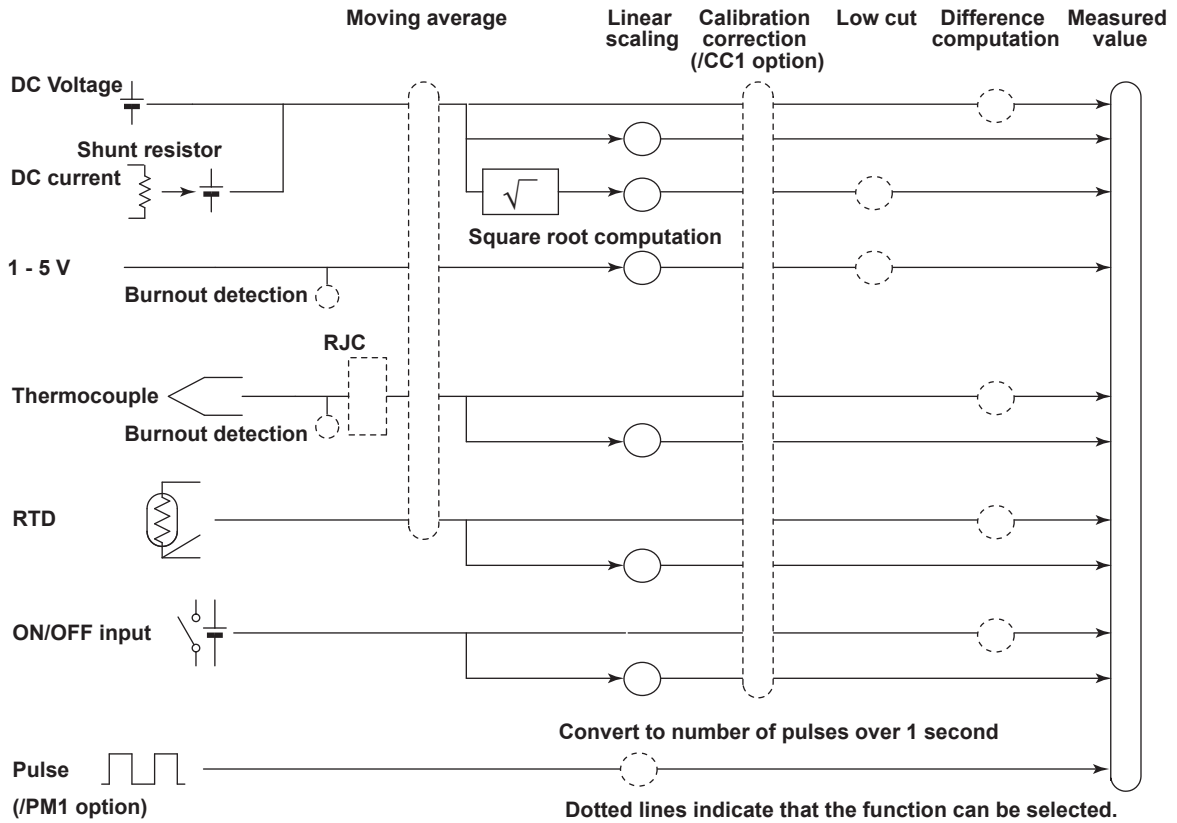 Moving average
Linear scaling
Calibration correction (/CC1 option)
Low cut
Difference computation
Measured value
DC Voltage
Shunt resistor
DC current
√
Square root computation
1 - 5 V
Burnout detection
RJC
Thermocouple
Burnout detection
RTD
ON/OFF input
Convert to number of pulses over 1 second
Pulse
(/PM1 option)
Dotted lines indicate that the function can be selected.